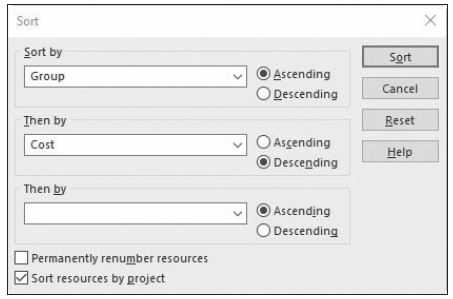 Sort
Sort by
Group
Ascending
Descending
Sort
Cancel
Reset
Help
Then by
Cost
Ascending
Descending
Then by
Ascending
Descending
Permanently renumber resources
Sort resources by project